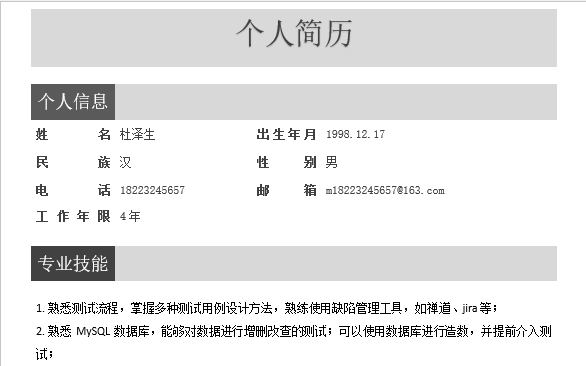 个人简历
个人信息
姓 名 杜泽生 出生年月 1998.12.17
民 族 汉 性 别 男
电 话 18223245657 邮 箱 m18223245657@163.com
工作年限 4年
专业技能
1. 熟悉测试流程，掌握多种测试用例设计方法，熟练使用缺陷管理工具，如禅道、jira 等；
2. 熟悉 MySQL 数据库，能够对数据进行增删改查的测试；可以使用数据库进行造数，并提前介入测
试；